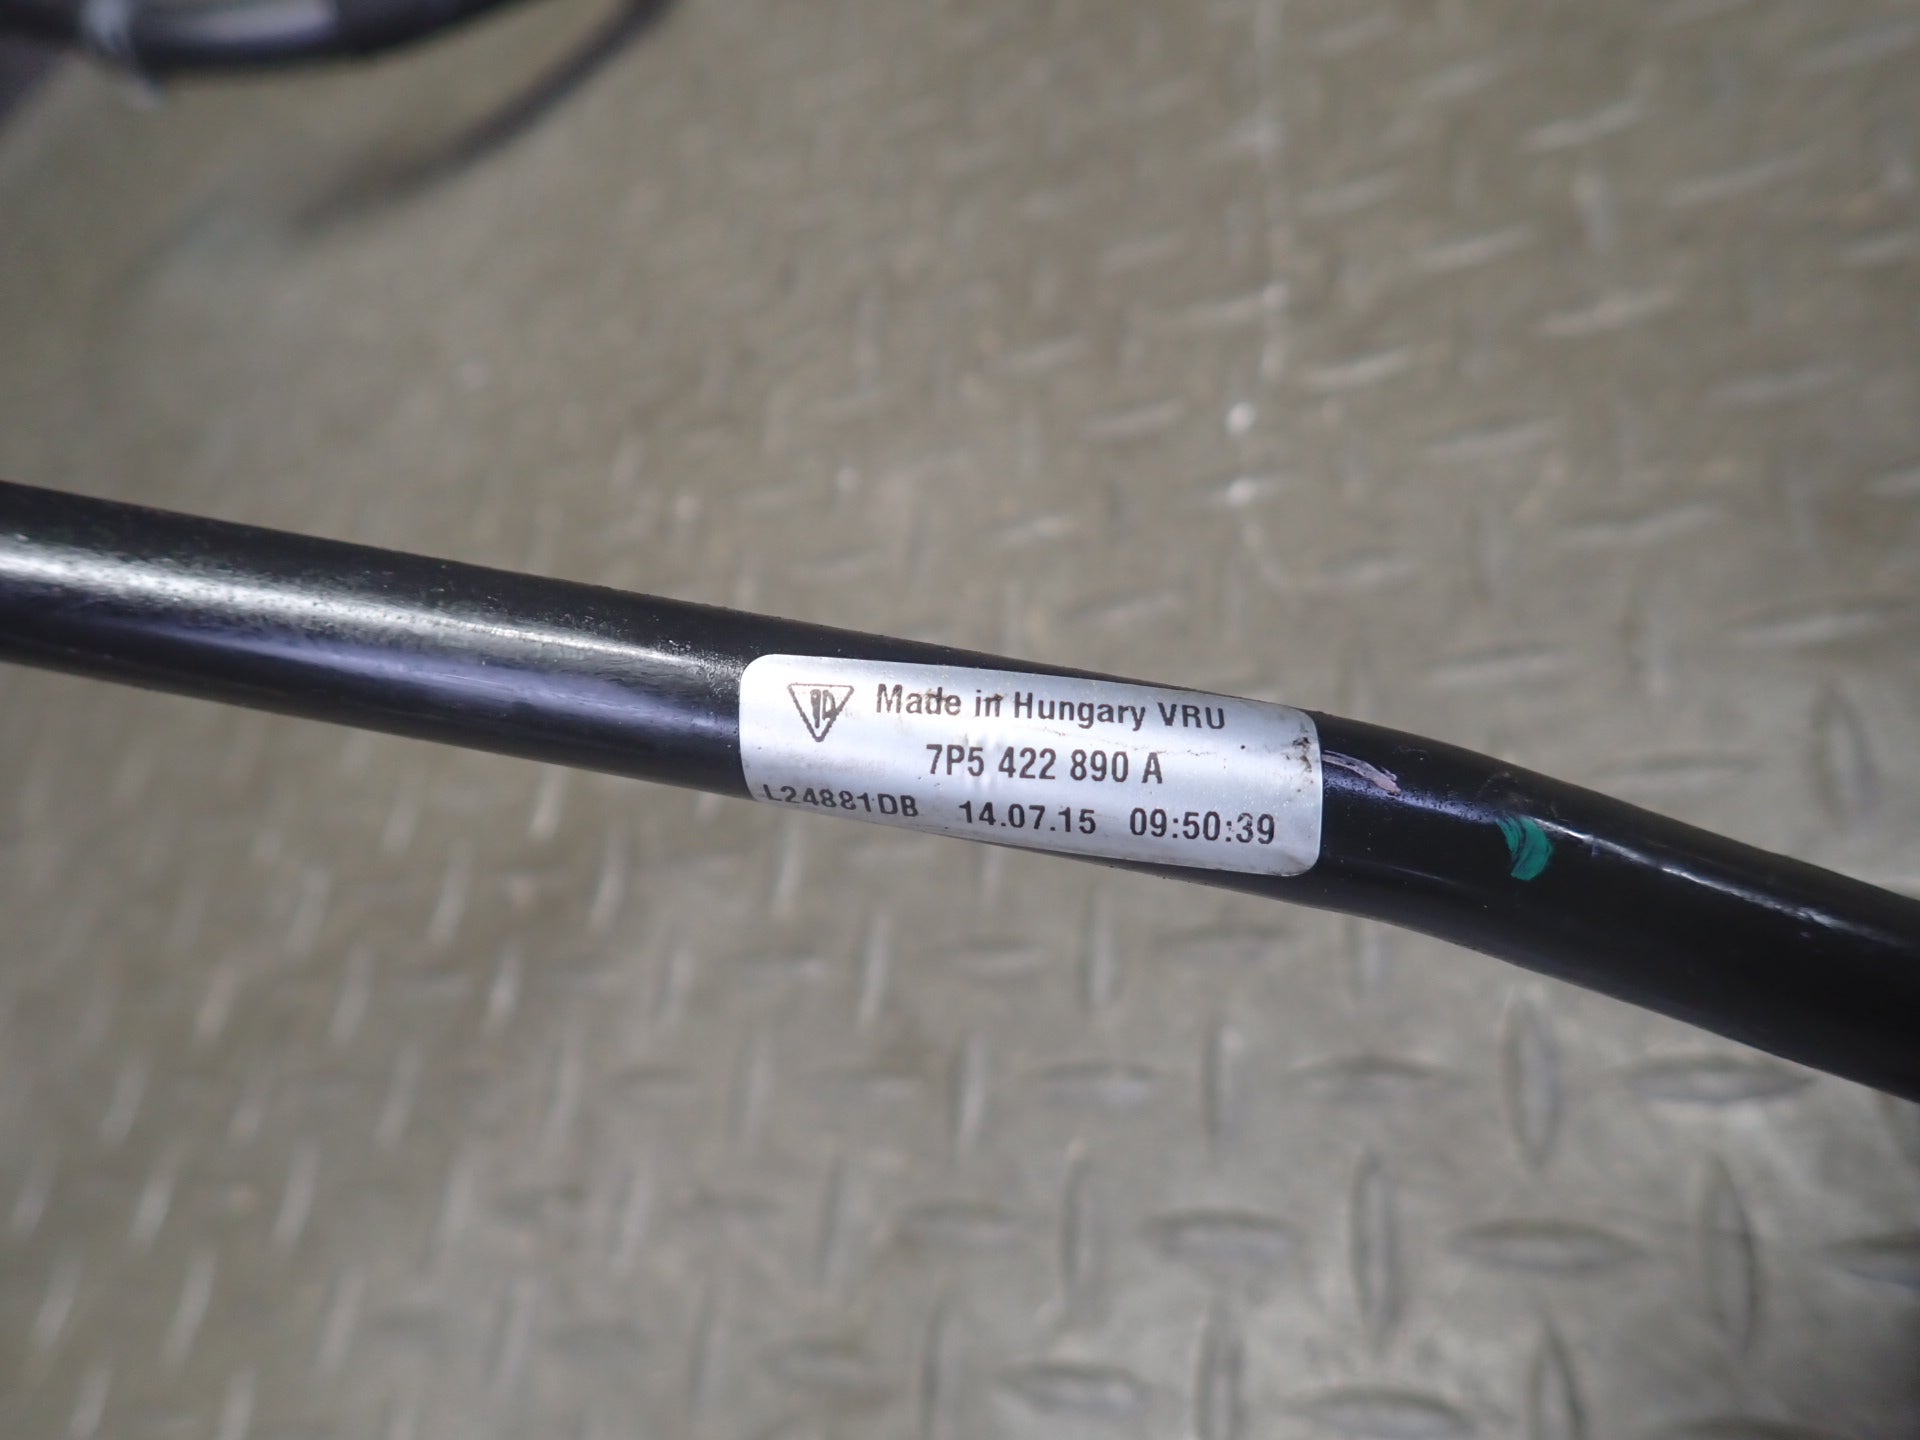 Made in Hungary VRU
7P5 422 890 A
L24881DB 14.07.15 09:50:39